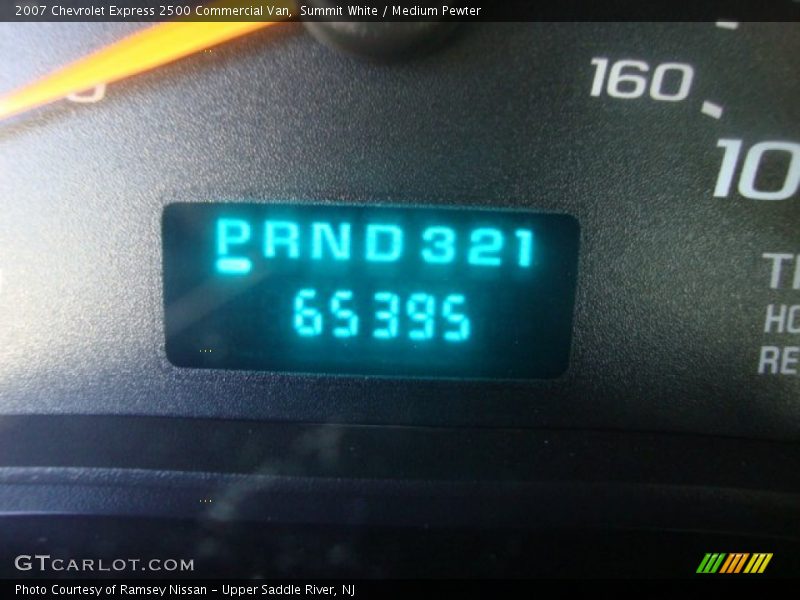 2007 Chevrolet Express 2500 Commercial Van, Summit White / Medium Pewter
160
10
PRND321
65395
GTCARLOT.COM
Photo Courtesy of Ramsey Nissan - Upper Saddle River, NJ